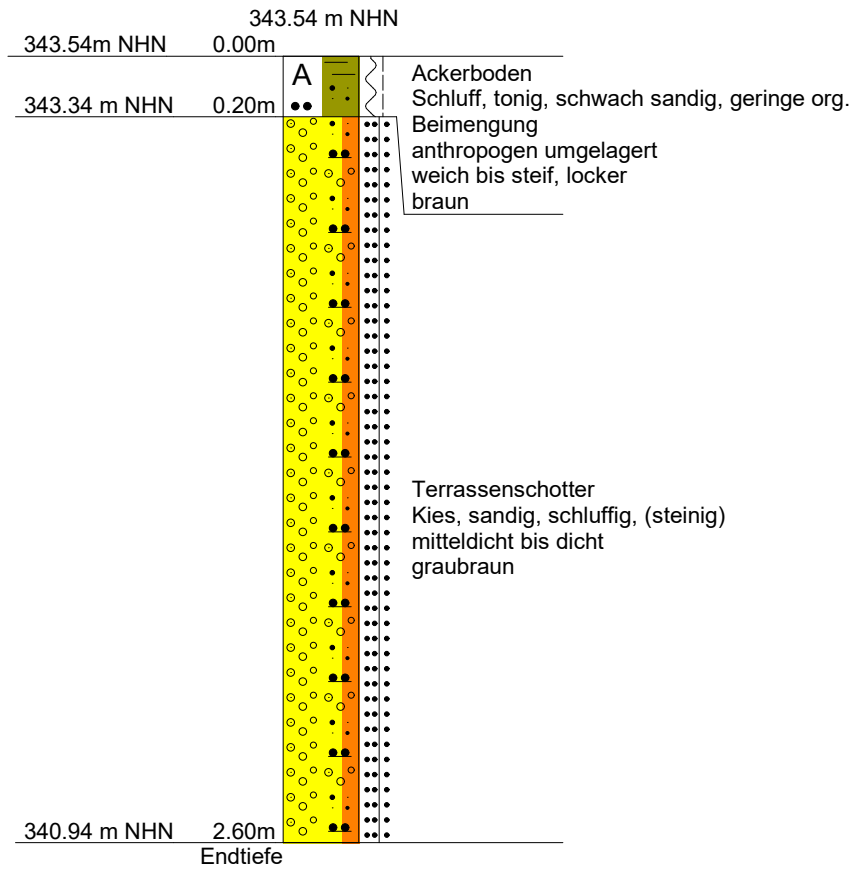 343.54 m NHN
343.54m NHN 0.00m
A
Ackerboden
343.34 m NHN 0.20m
Schluff, tonig, schwach sandig, geringe org.
Beimengung
anthropogen umgelagert
weich bis steif, locker
braun
Terrassenschotter
Kies, sandig, schluffig, (steinig)
mitteldicht bis dicht
graubraun
340.94 m NHN 2.60m
Endtiefe